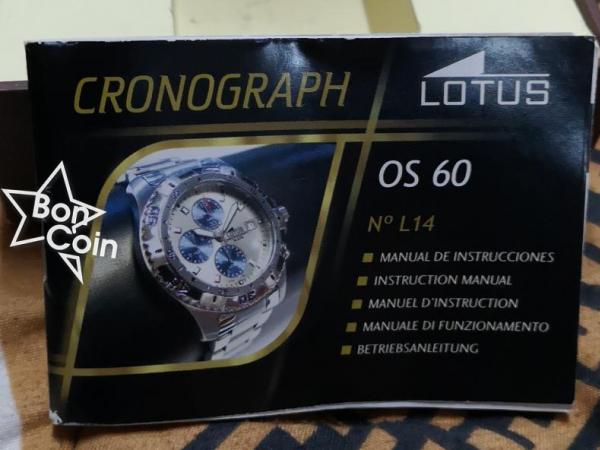 CRONOGRAPH
LOTUS
OS 60
Nº L14
MANUAL DE INSTRUCCIONES
INSTRUCTION MANUAL
MANUEL D'INSTRUCTION
MANUALE DI FUNZIONAMENTO
BETRIEBSANLEITUNG
Bon
Coin